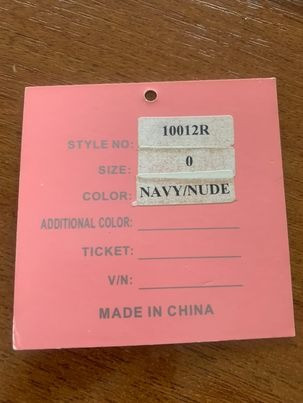 STYLE NO: 10012R
SIZE: 0
COLOR: NAVY/NUDE
ADDITIONAL COLOR:
TICKET:
V/N:
MADE IN CHINA